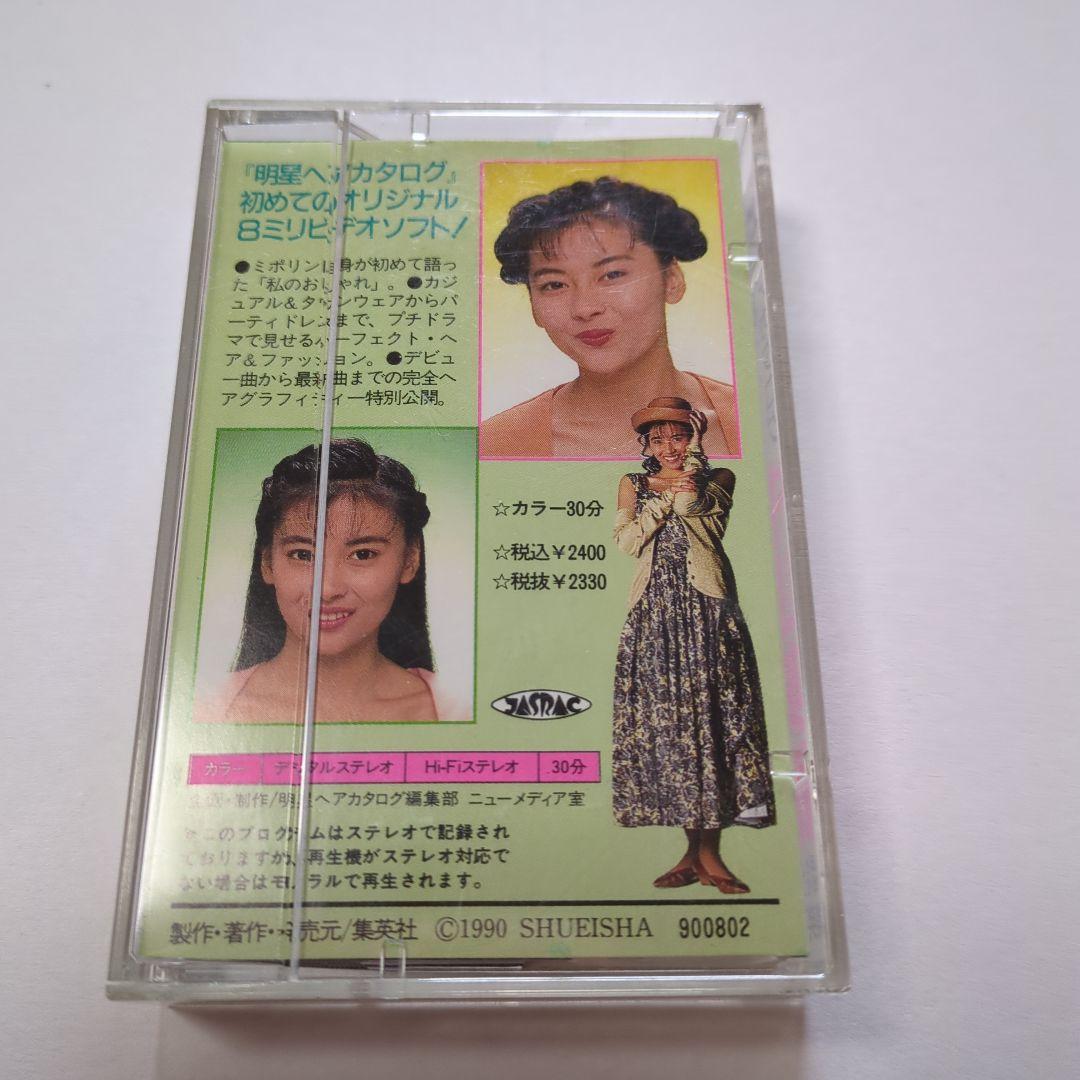 『明星ヘアカタログ』
初めてのオリジナル
8ミリビデオソフト!
●ミポリン自身が初めて語っ
た「私のおしゃれ」。●カジ
ュアル&タウンウェアからパ
ーティドレスまで、プチドラ
マで見せるパーフェクト・ヘ
ア&ファッション。●デビュ
ー曲から最新曲までの完全ヘ
アグラフィティー特別公開。
☆カラー30分
☆税込¥2400
☆税抜¥2330
JASRAC
カラー デジタルステレオ Hi-Fiステレオ 30分
企画・制作/明星ヘアカタログ編集部 ニューメディア室
※このプログラムはステレオで記録され
ておりますが、再生機がステレオ対応で
ない場合はモノラルで再生されます。
製作・著作・発売元/集英社 ©1990 SHUEISHA 900802